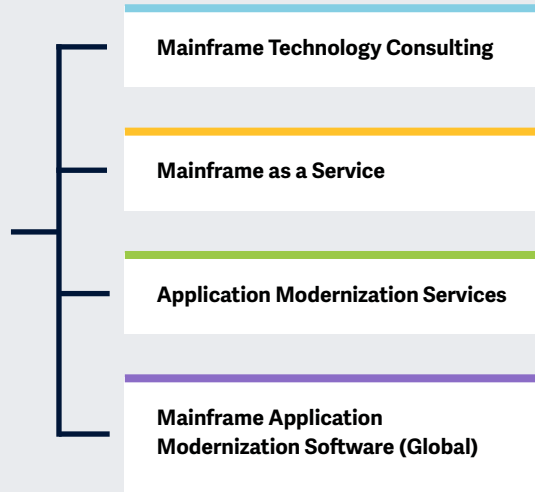 Mainframe Technology Consulting
Mainframe as a Service
Application Modernization Services
Mainframe Application
Modernization Software (Global)